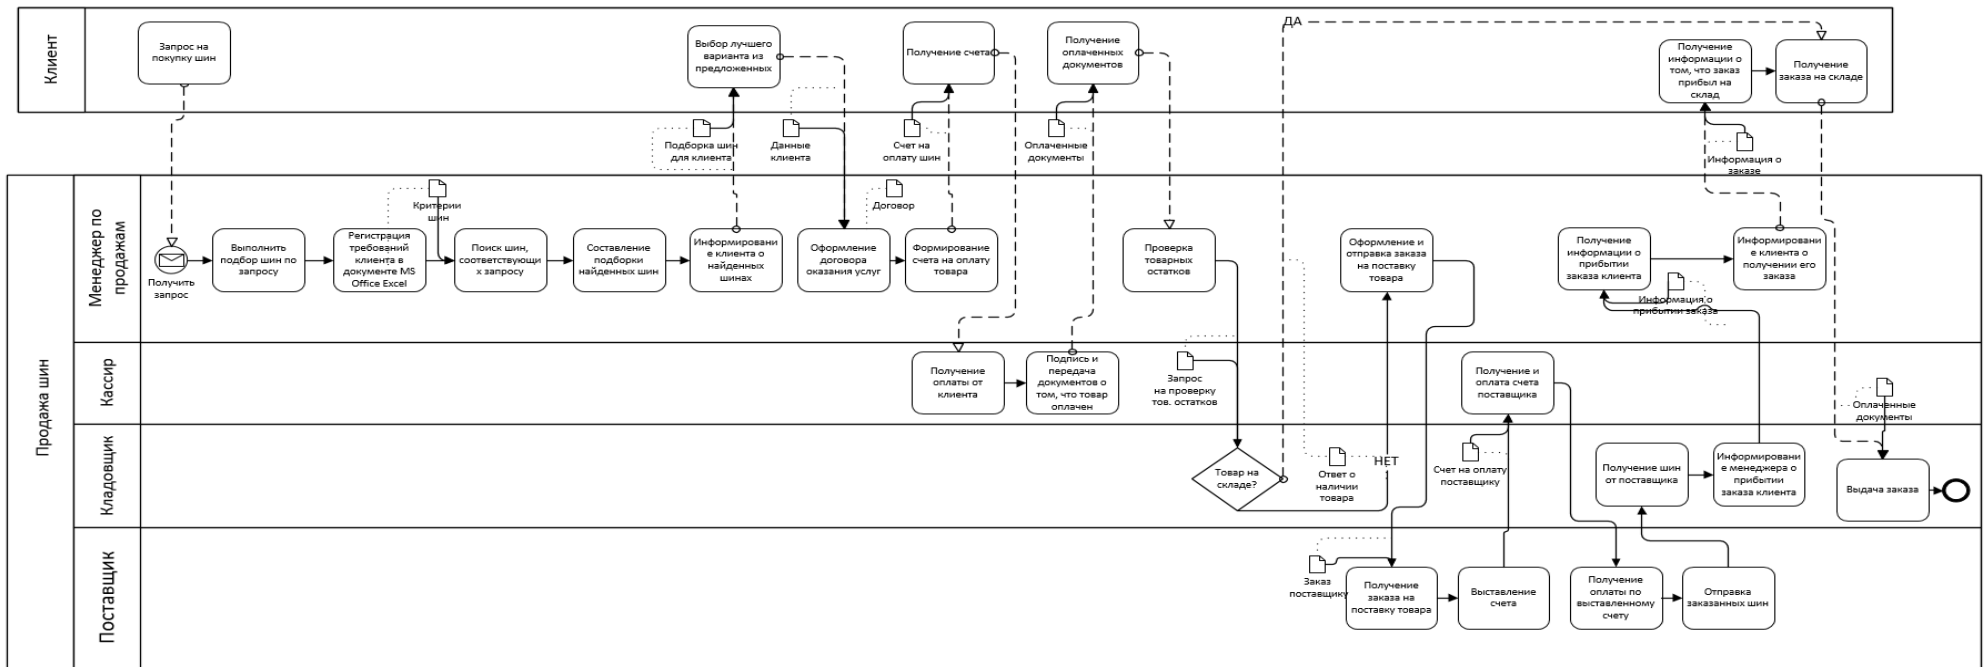 Клиент
Запрос на
покупку шин
Выбор лучшего
варианта из
предложенных
Получение счета
Получение
оплаченных
документов
ДА
Получение
информации о
том, что заказ
прибыл на
склад
Получение
заказа на складе
Подборка шин
для клиента
Данные
клиента
Счет на
оплату шин
Оплаченные
документы
Информация о
заказе
Продажа шин
Менеджер по
продажам
Критерии
шин
Договор
Получить
запрос
Выполнить
подбор шин по
запросу
Регистрация
требований
клиента в
документе MS
Office Excel
Поиск шин,
соответствующи
х запросу
Составление
подборки
найденных шин
Информировани
е клиента о
найденных
шинах
Оформление
договора
оказания услуг
Формирование
счета на оплату
товара
Проверка
товарных
остатков
Оформление и
отправка заказа
на поставку
товара
Получение
информации о
прибытии
заказа клиента
Информировани
е клиента о
получении его
заказа
Информация о
прибытии заказа
Кассир
Получение
оплаты от
клиента
Подпись и
передача
документов о
том, что товар
оплачен
Запрос
на проверку
тов. остатков
Получение и
оплата счета
поставщика
Оплаченные
документы
Кладовщик
Товар на
складе?
Ответ о
наличии
товара
НЕТ
Счет на оплату
поставщику
Получение шин
от поставщика
Информировани
е менеджера о
прибытии
заказа клиента
Выдача заказа
Поставщик
Заказ
поставщику
Получение
заказа на
поставку товара
Выставление
счета
Получение
оплаты по
выставленному
счету
Отправка
заказанных шин